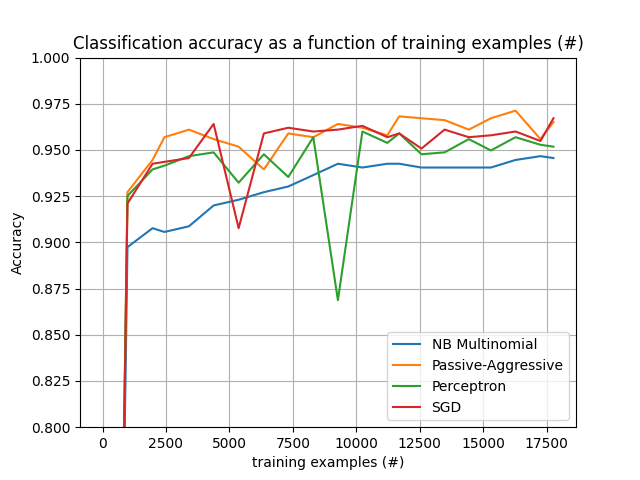 Classification accuracy as a function of training examples (#)
1.000
0.975
0.950
0.925
0.900
0.875
0.850
0.825
0.800
Accuracy
NB Multinomial
Passive-Aggressive
Perceptron
SGD
0 2500 5000 7500 10000 12500 15000 17500
training examples (#)